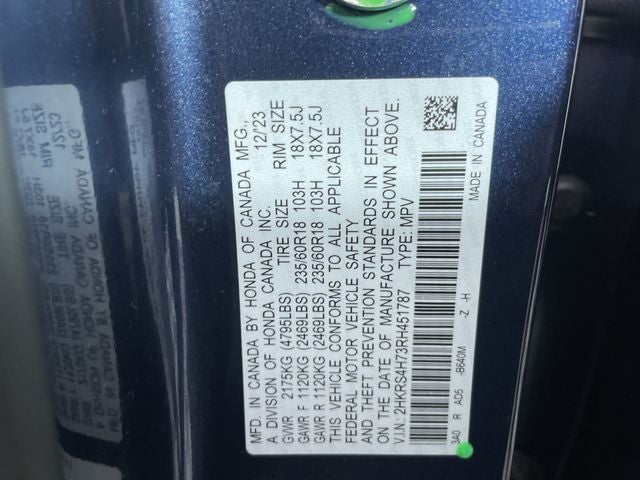 MADE IN CANADA BY HONDA OF CANADA MFG., 12/23
A DIVISION OF HONDA CANADA INC.
TIRE SIZE RIM SIZE
GVWR 2175KG (4795LBS)
GAWR F 1120KG (2469LBS) 235/60R18 103H 18X7.5J
GAWR R 1120KG (2469LBS) 235/60R18 103H 18X7.5J
THIS VEHICLE CONFORMS TO ALL APPLICABLE
FEDERAL MOTOR VEHICLE SAFETY
AND THEFT PREVENTION STANDARDS IN EFFECT
ON THE DATE OF MANUFACTURE SHOWN ABOVE.
V.I.N: 2HKRS4H73RH451787 TYPE: MPV
3A0 R AD5 -B640M -Z -H
MADE IN CANADA